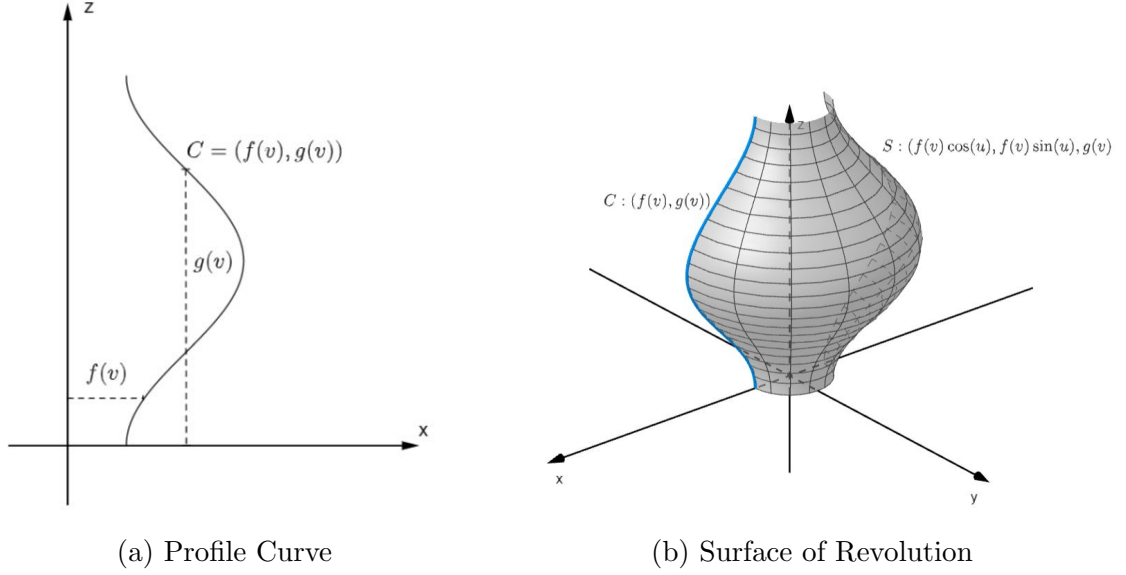 z
C = (f(v), g(v))
g(v)
f(v)
x
(a) Profile Curve
z
S : (f(v) cos(u), f(v) sin(u), g(v)
C : (f(v), g(v))
x
y
(b) Surface of Revolution